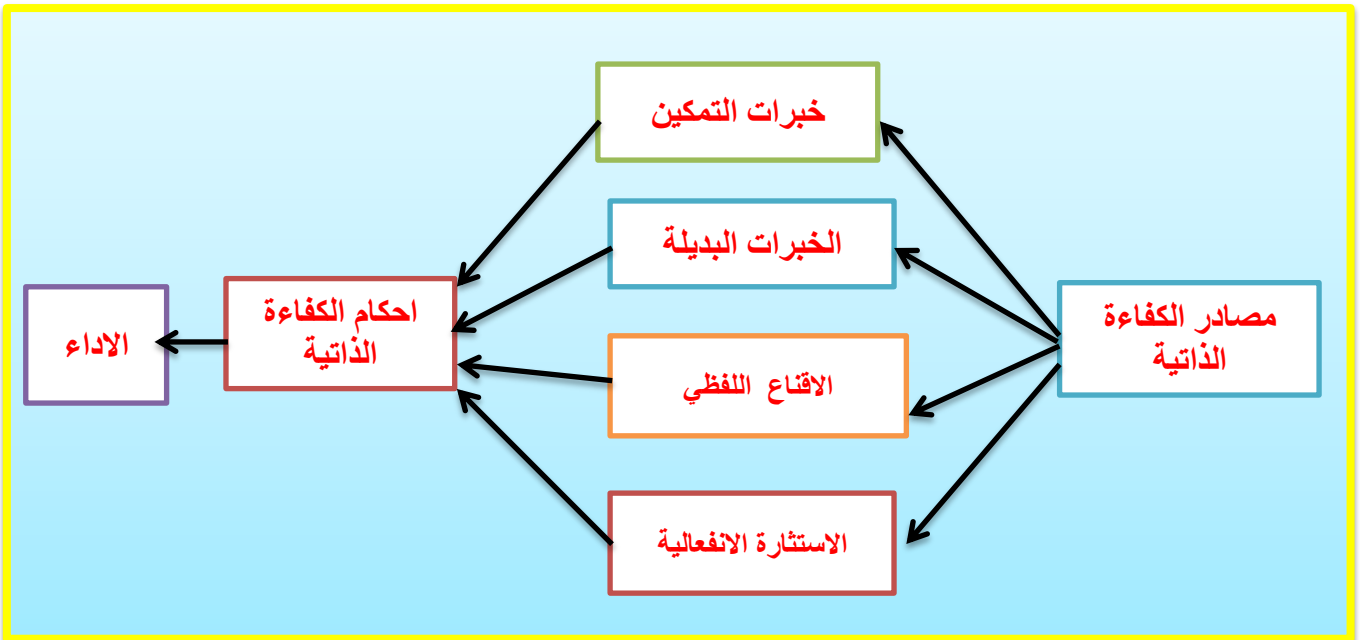 مصادر الكفاءة
الذاتية
خبرات التمكين
الخبرات البديلة
الاقناع اللفظي
الاستثارة الانفعالية
احكام الكفاءة
الذاتية
الاداء